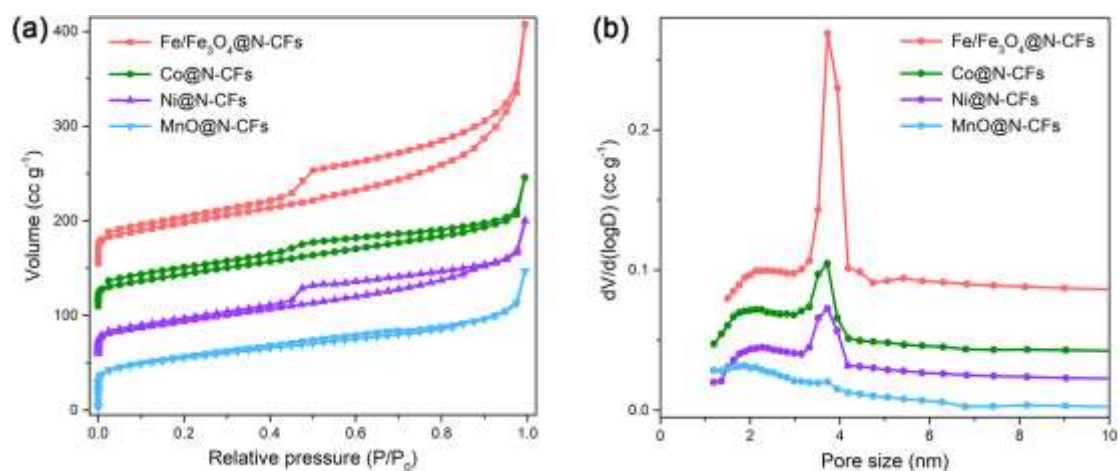 (a)
Fe/Fe₃O₄@N-CFs
Co@N-CFs
Ni@N-CFs
MnO@N-CFs
400
300
200
100
0
Volume (cc g⁻¹)
0.0 0.2 0.4 0.6 0.8 1.0
Relative pressure (P/P₀)
(b)
Fe/Fe₃O₄@N-CFs
Co@N-CFs
Ni@N-CFs
MnO@N-CFs
0.2
0.1
0.0
dV/d(logD) (cc g⁻¹)
0 2 4 6 8 10
Pore size (nm)